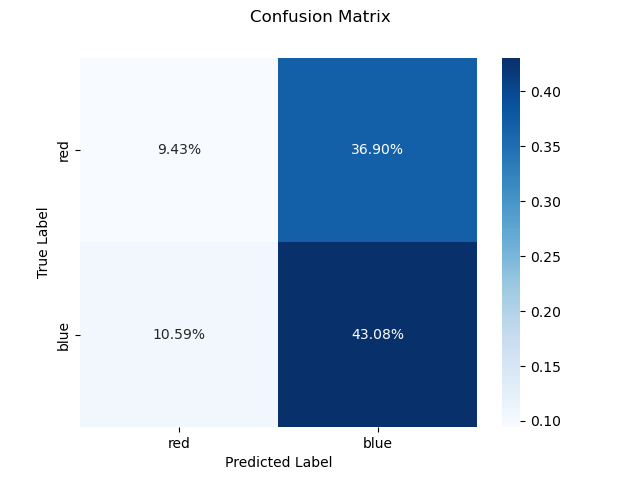 Confusion Matrix
True Label
red
blue
9.43%
36.90%
10.59%
43.08%
red
blue
Predicted Label
0.40
0.35
0.30
0.25
0.20
0.15
0.10